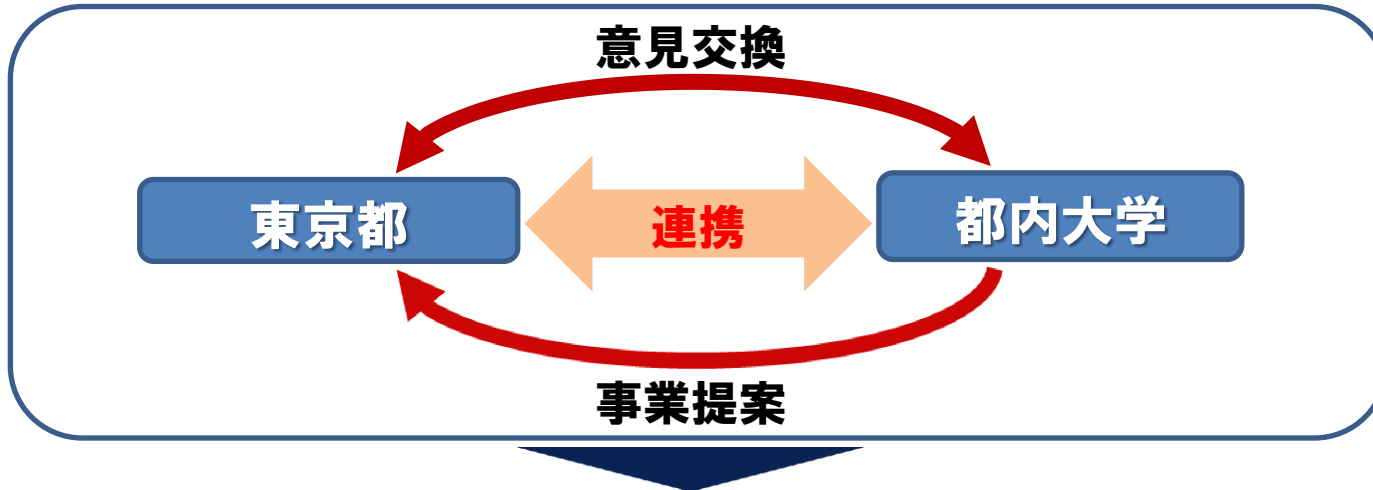 意見交換
東京都
連携
都内大学
事業提案